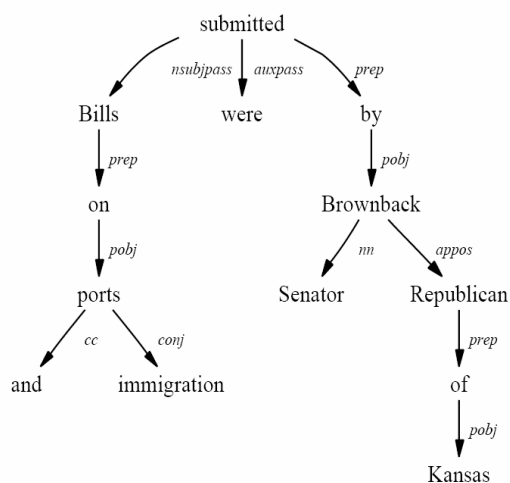 submitted
nsubjpass auxpass prep
Bills were by
prep pobj
on Brownback
pobj nn appos
ports Senator Republican
cc conj prep
and immigration of
pobj
Kansas